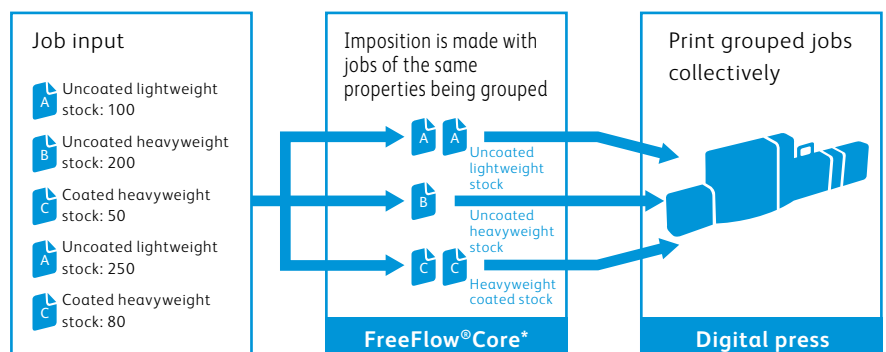 Job input
A
Uncoated lightweight
stock: 100
B
Uncoated heavyweight
stock: 200
C
Coated heavyweight
stock: 50
A
Uncoated lightweight
stock: 250
C
Coated heavyweight
stock: 80
Imposition is made with
jobs of the same
properties being grouped
A A
Uncoated
lightweight
stock
B
Uncoated
heavyweight
stock
C C
Heavyweight
coated stock
FreeFlow®Core*
Print grouped jobs
collectively
Digital press